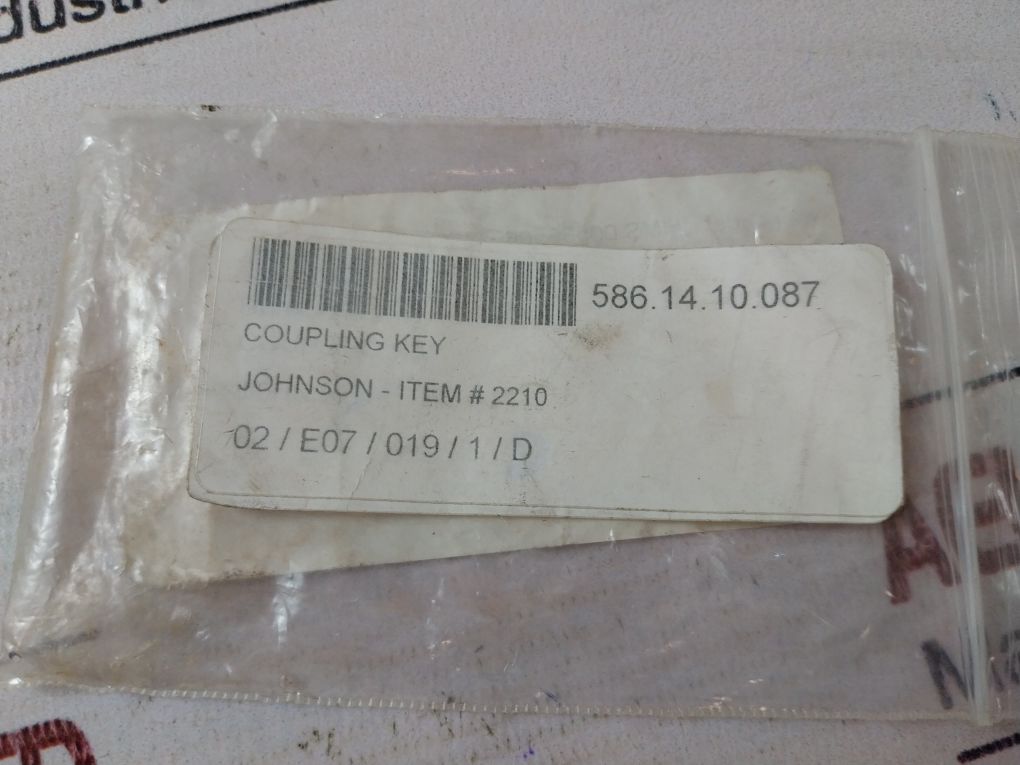 586.14.10.087
COUPLING KEY
JOHNSON - ITEM # 2210
02 / E07 / 019 / 1 / D